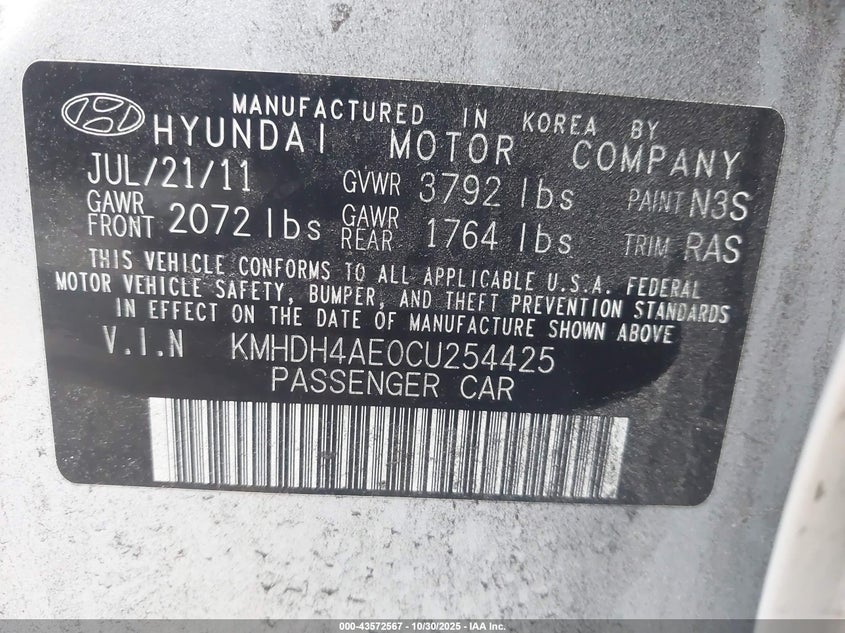 MANUFACTURED IN KOREA BY
HYUNDAI MOTOR COMPANY
JUL/21/11 GVWR 3792 lbs PAINT N3S
GAWR FRONT 2072 lbs GAWR REAR 1764 lbs TRIM RAS
THIS VEHICLE CONFORMS TO ALL APPLICABLE U.S.A. FEDERAL
MOTOR VEHICLE SAFETY, BUMPER, AND THEFT PREVENTION STANDARDS
IN EFFECT ON THE DATE OF MANUFACTURE SHOWN ABOVE
V.I.N KMHDH4AE0CU254425
PASSENGER CAR
000-43572567 - 10/30/2025 - IAA Inc.